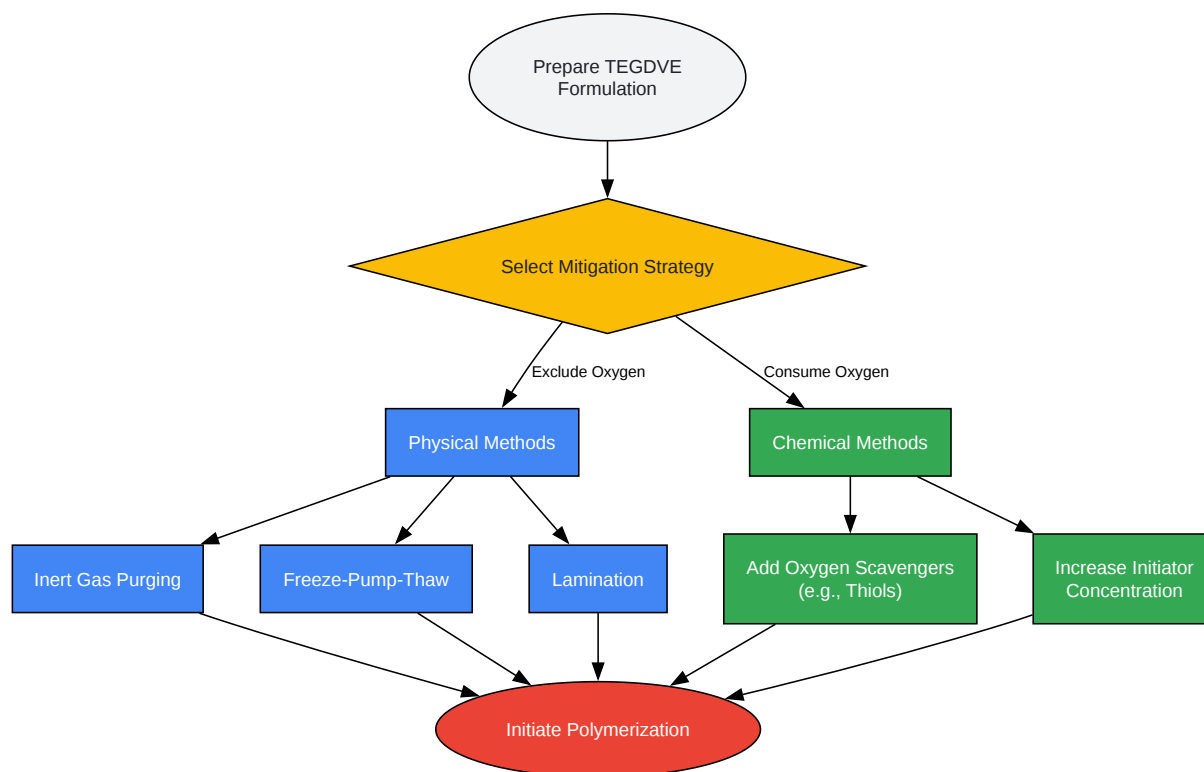 Prepare TEGDVE
Formulation
Select Mitigation Strategy
Exclude Oxygen
Consume Oxygen
Physical Methods
Chemical Methods
Inert Gas Purging
Freeze-Pump-Thaw
Lamination
Add Oxygen Scavengers
(e.g., Thiols)
Increase Initiator
Concentration
Initiate Polymerization